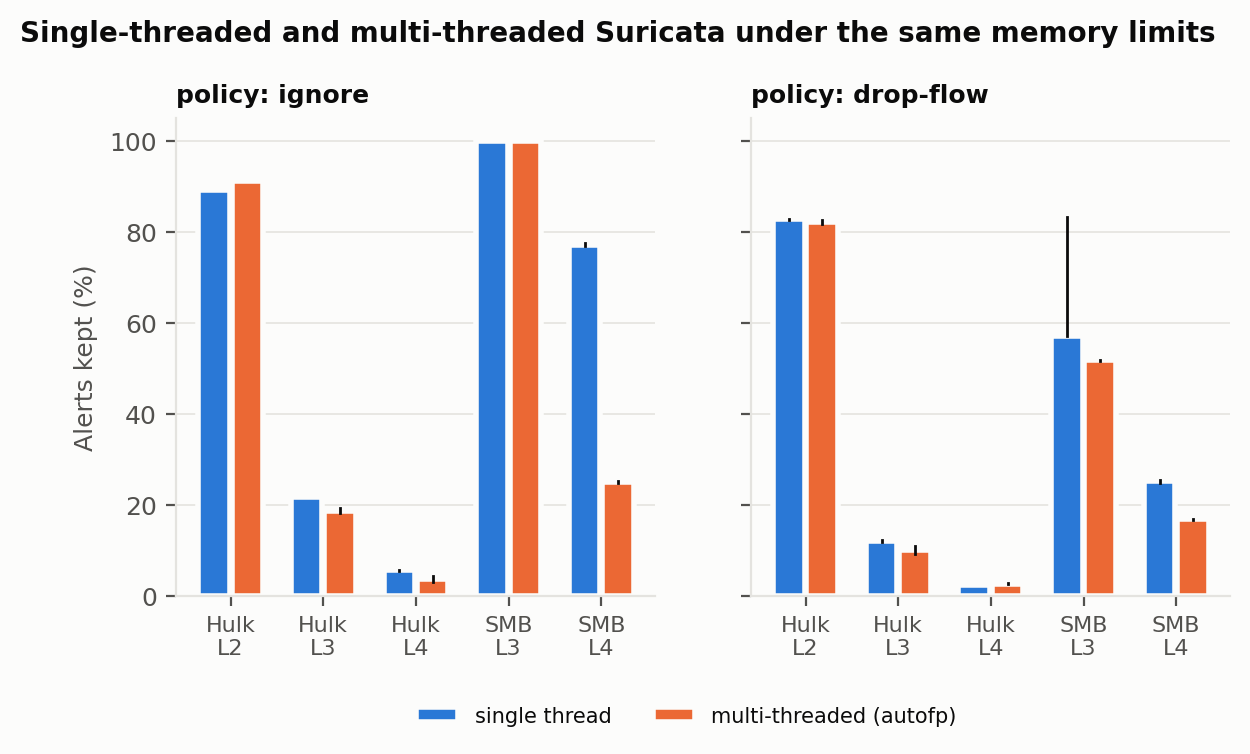 Single-threaded and multi-threaded Suricata under the same memory limits
policy: ignore
policy: drop-flow
Alerts kept (%)
100
80
60
40
20
0
Hulk L2
Hulk L3
Hulk L4
SMB L3
SMB L4
Hulk L2
Hulk L3
Hulk L4
SMB L3
SMB L4
single thread
multi-threaded (autofp)